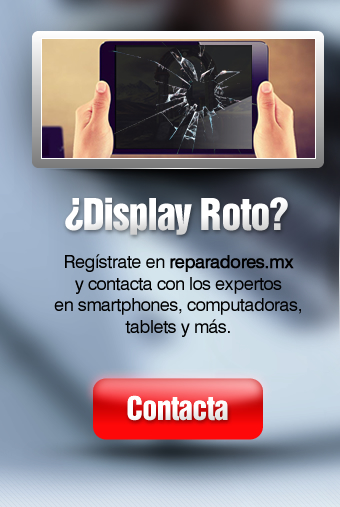 ¿Display Roto?
Regístrate en reparadores.mx
y contacta con los expertos
en smartphones, computadoras,
tablets y más.
Contacta